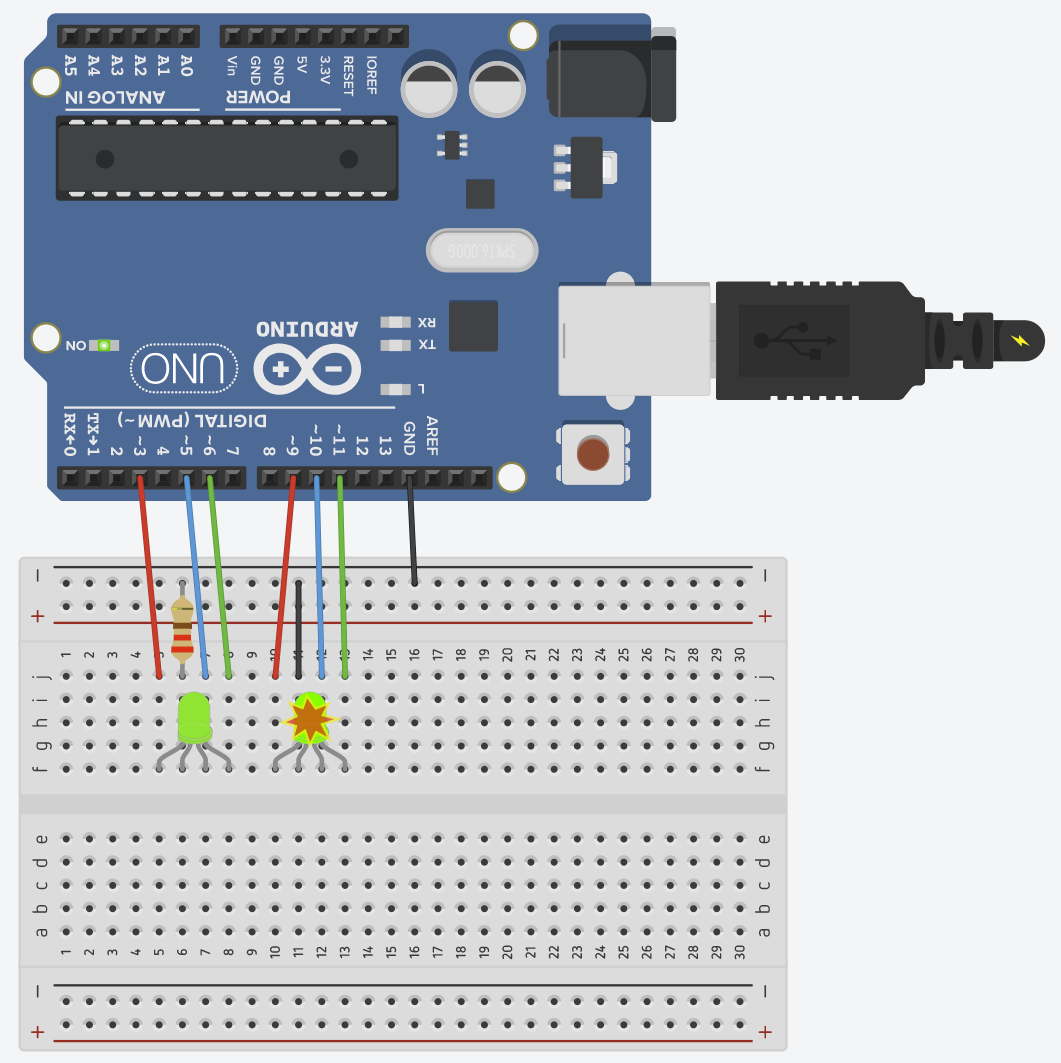 A5 A4 A3 A2 A1 A0
Vin GND GND 5V 3.3V RESET IOREF
ANALOG IN
POWER
SPK16.000G
ARDUINO
RX
TX
ON
UNO
L
DIGITAL (PWM ~)
RX←0 TX→1 2 ~3 4 ~5 ~6 7 8 ~9 ~10 ~11 12 13 GND AREF
− −
+ +
1 2 3 4 5 6 7 8 9 10 11 12 13 14 15 16 17 18 19 20 21 22 23 24 25 26 27 28 29 30
j j
i i
h h
g g
f f
e e
d d
c c
b b
a a
1 2 3 4 5 6 7 8 9 10 11 12 13 14 15 16 17 18 19 20 21 22 23 24 25 26 27 28 29 30
− −
+ +